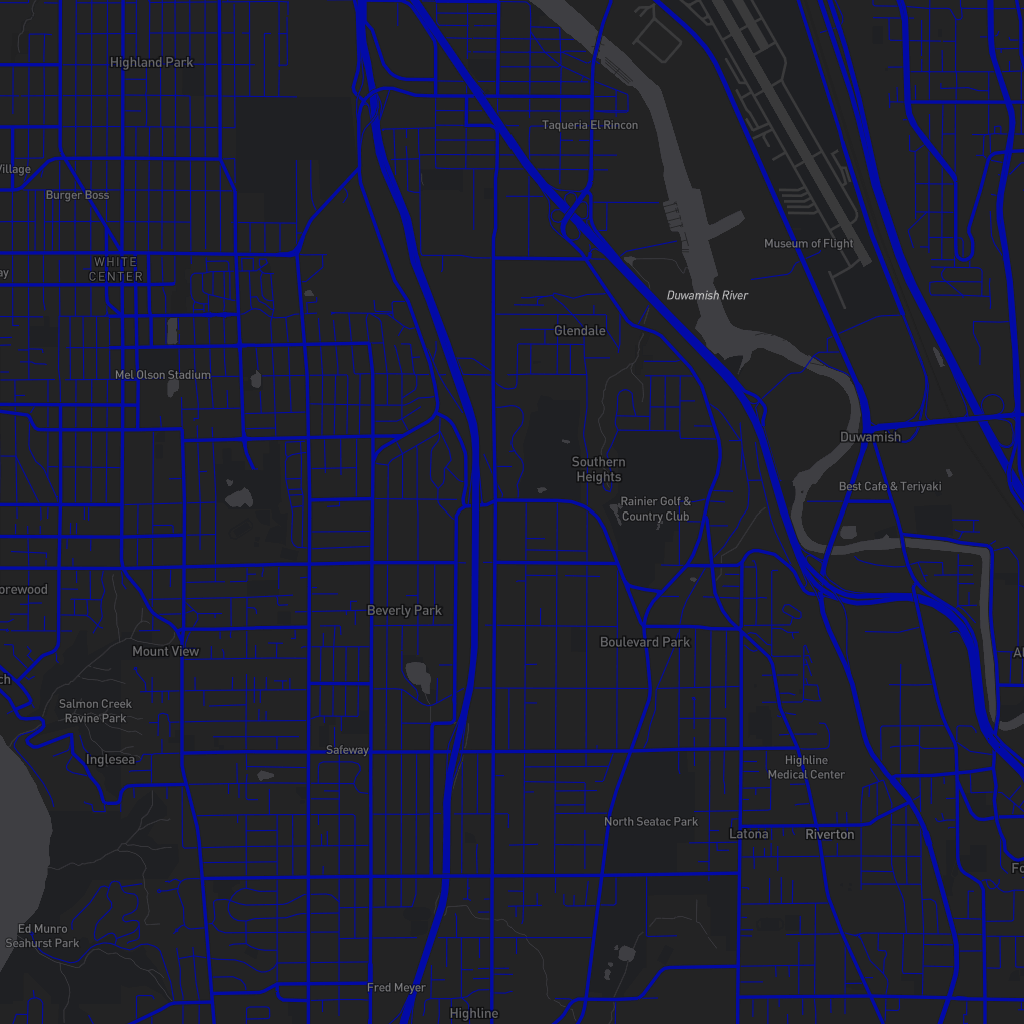 Highland Park
Taqueria El Rincon
Village
Burger Boss
Museum of Flight
WHITE
CENTER
Duwamish River
Glendale
Mel Olson Stadium
Duwamish
Southern
Heights
Best Cafe & Teriyaki
Rainier Golf &
Country Club
orewood
Beverly Park
Boulevard Park
Mount View
Al
ch
Salmon Creek
Ravine Park
Safeway
Inglesea
Highline
Medical Center
North Seatac Park
Latona
Riverton
Fo
Ed Munro
Seahurst Park
Fred Meyer
Highline